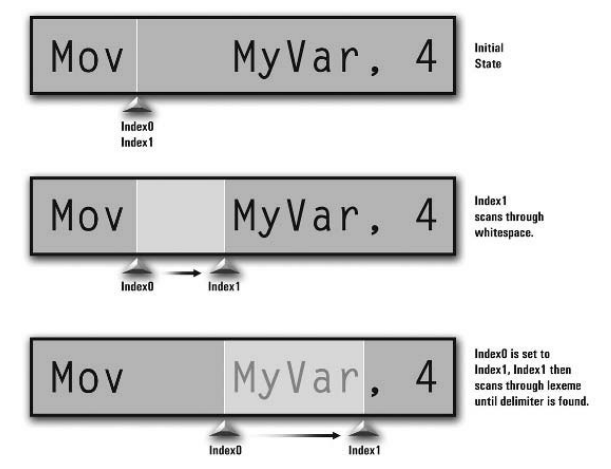 Mov MyVar, 4
Initial
State
Index0
Index1
Mov MyVar, 4
Index1
scans through
whitespace.
Index0 Index1
Mov MyVar, 4
Index0 is set to
Index1, Index1 then
scans through lexeme
until delimiter is found.
Index0 Index1